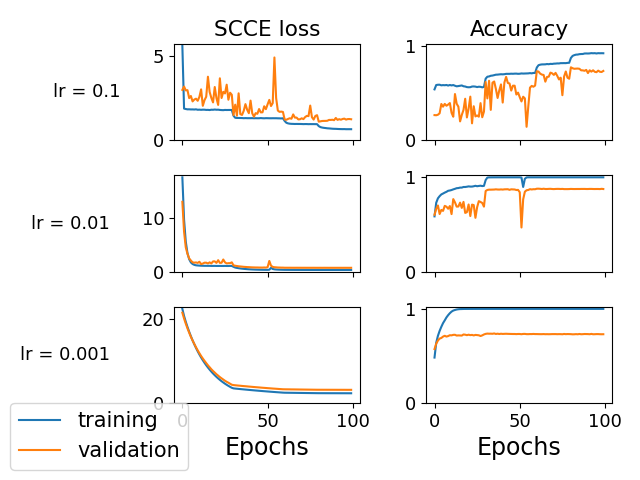 SCCE loss
Accuracy
lr = 0.1
5
0
1
0
lr = 0.01
10
0
1
0
lr = 0.001
20
0
1
0
0 50 100
0 50 100
Epochs
Epochs
training
validation